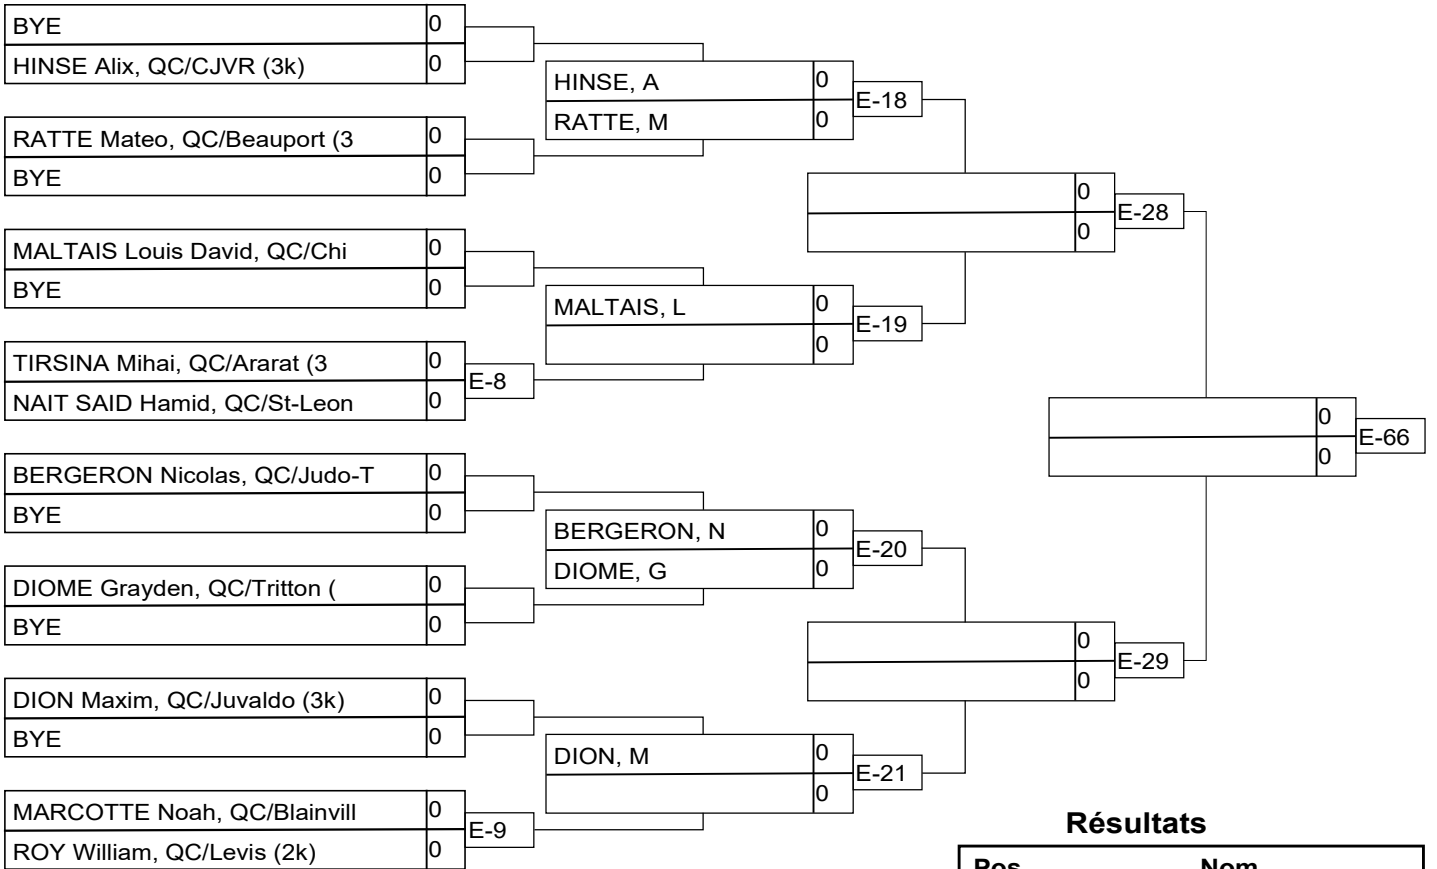 BYE 0
HINSE Alix, QC/CJVR (3k) 0
RATTE Mateo, QC/Beauport (3 0
BYE 0
MALTAIS Louis David, QC/Chi 0
BYE 0
TIRSINA Mihai, QC/Ararat (3 0
E-8
NAIT SAID Hamid, QC/St-Leon 0
BERGERON Nicolas, QC/Judo-T 0
BYE 0
DIOME Grayden, QC/Tritton ( 0
BYE 0
DION Maxim, QC/Juvaldo (3k) 0
BYE 0
MARCOTTE Noah, QC/Blainvill 0
E-9
ROY William, QC/Levis (2k) 0
HINSE, A 0
E-18
RATTE, M 0
MALTAIS, L 0
E-19
0
BERGERON, N 0
E-20
DIOME, G 0
DION, M 0
E-21
0
0
E-28
0
0
E-29
0
0
E-66
0
Résultats
Pos Nom